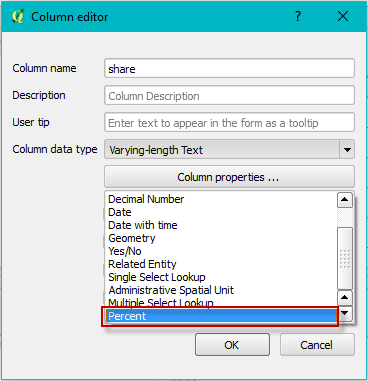 Column editor
Column name share
Description Column Description
User tip Enter text to appear in the form as a tooltip
Column data type Varying-length Text
Column properties ...
Decimal Number
Date
Date with time
Geometry
Yes/No
Related Entity
Single Select Lookup
Administrative Spatial Unit
Multiple Select Lookup
Percent
OK Cancel